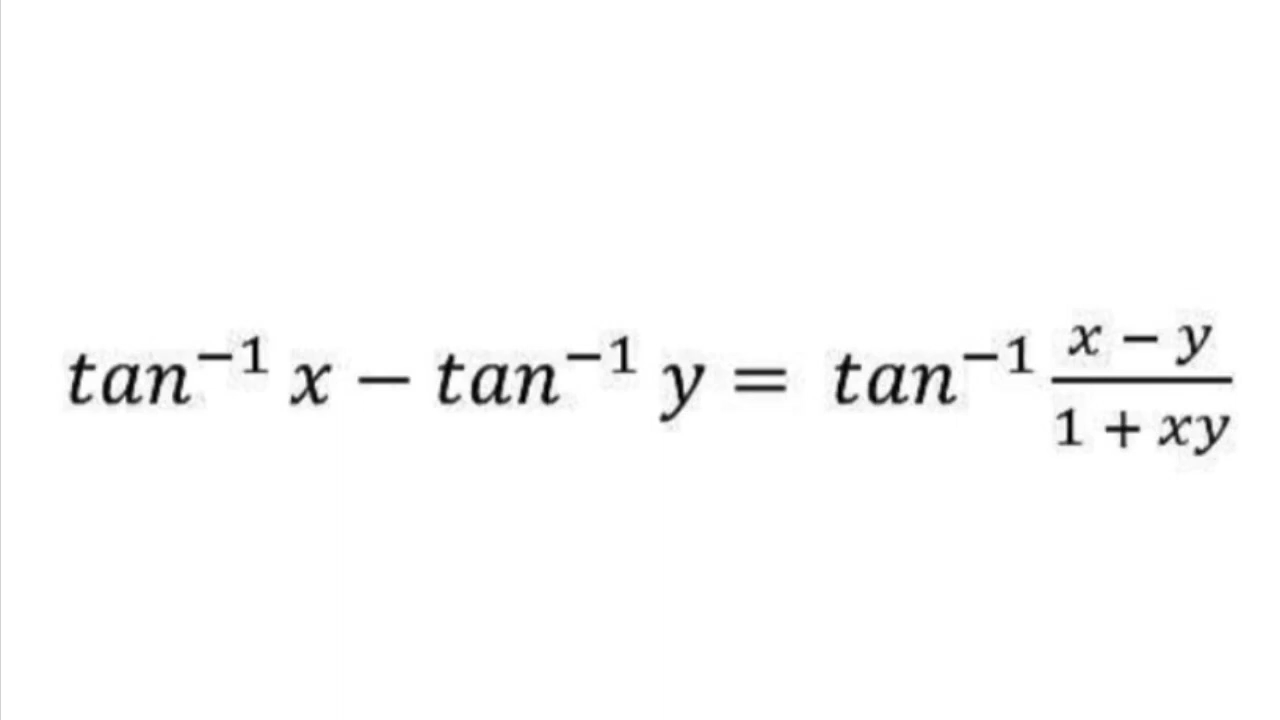 tan⁻¹ x − tan⁻¹ y = tan⁻¹ (x − y)/(1 + xy)